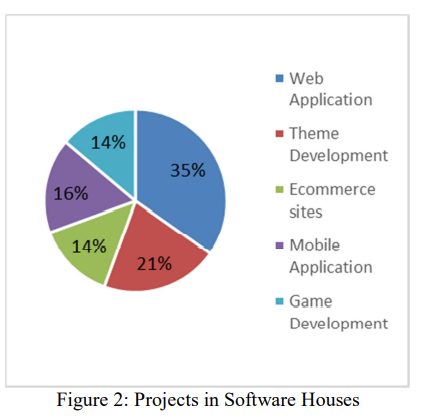 14%
35%
16%
14%
21%
Web
Application
Theme
Development
Ecommerce
sites
Mobile
Application
Game
Development
Figure 2: Projects in Software Houses